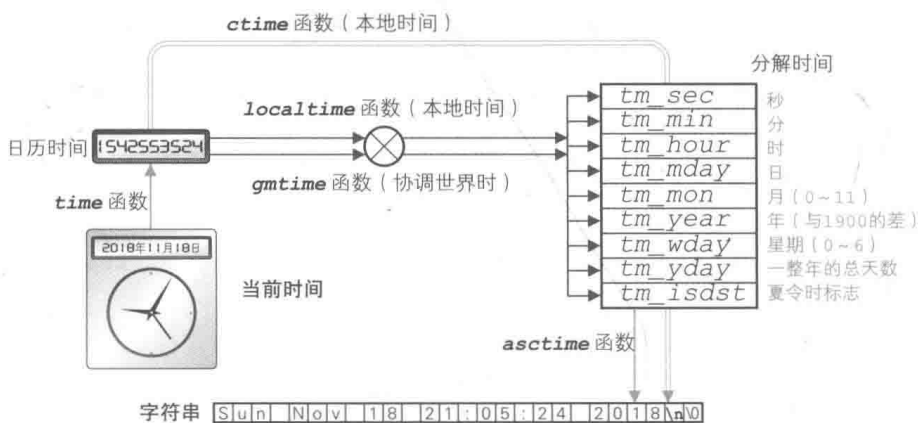 ctime 函数（本地时间）
分解时间
localtime 函数（本地时间）
日历时间 1542553524
gmtime 函数（协调世界时）
time 函数
tm_sec 秒
tm_min 分
tm_hour 时
tm_mday 日
tm_mon 月（0~11）
tm_year 年（与1900的差）
tm_wday 星期（0~6）
tm_yday 一整年的总天数
tm_isdst 夏令时标志
2018年11月18日
当前时间
asctime 函数
字符串 Sun Nov 18 21:05:24 2018\n\0